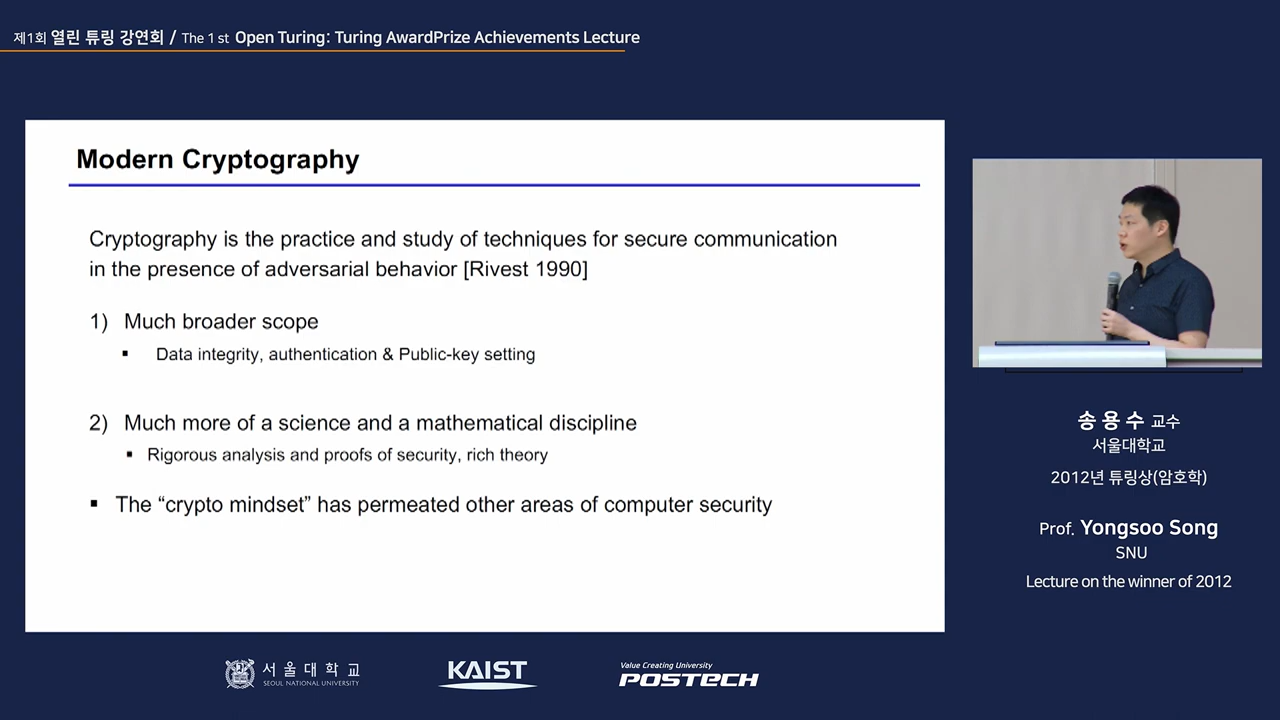 제1회 열린 튜링 강연회 / The 1 st Open Turing: Turing AwardPrize Achievements Lecture
Modern Cryptography
Cryptography is the practice and study of techniques for secure communication
in the presence of adversarial behavior [Rivest 1990]
1) Much broader scope
▪ Data integrity, authentication & Public-key setting
2) Much more of a science and a mathematical discipline
▪ Rigorous analysis and proofs of security, rich theory
▪ The “crypto mindset” has permeated other areas of computer security
송용수 교수
서울대학교
2012년 튜링상(암호학)
Prof. Yongsoo Song
SNU
Lecture on the winner of 2012
서울대학교
SEOUL NATIONAL UNIVERSITY
KAIST
Value Creating University
POSTECH